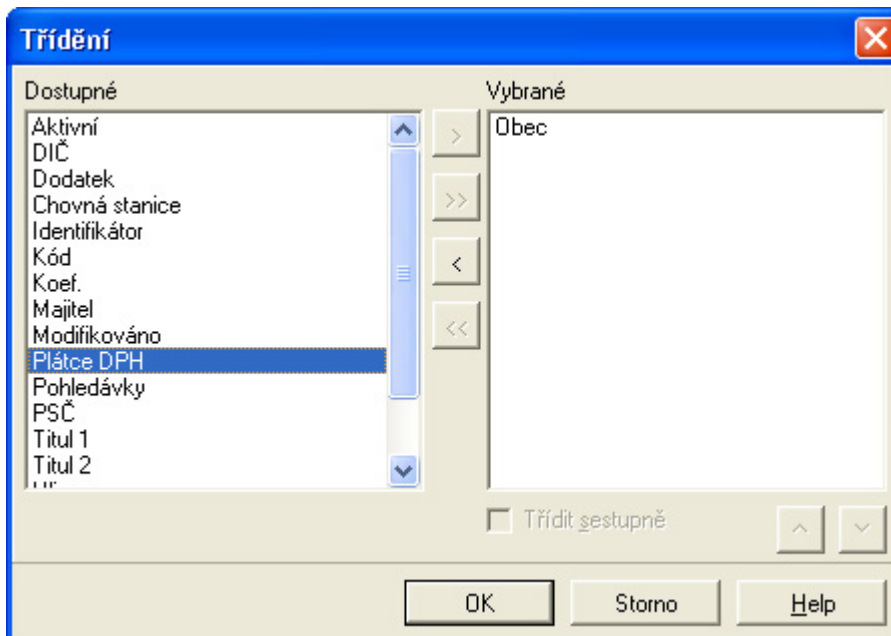 Třídění
Dostupné
Aktivní
DIČ
Dodatek
Chovná stanice
Identifikátor
Kód
Koef.
Majitel
Modifikováno
Plátce DPH
Pohledávky
PSČ
Titul 1
Titul 2
>
>>
<
<<
Vybrané
Obec
Třídit sestupně
OK
Storno
Help